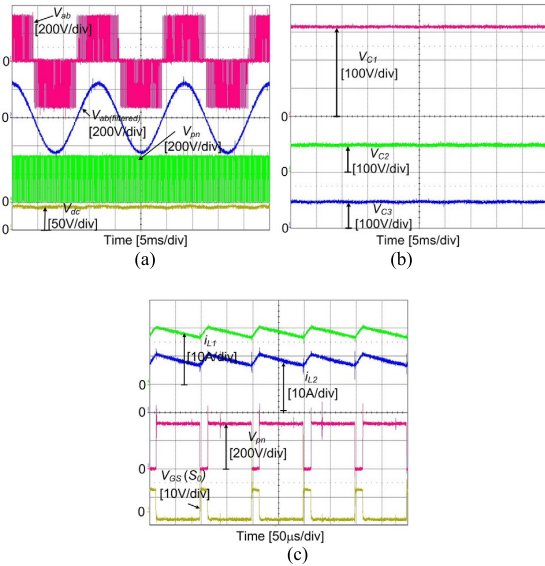 V_ab
[200V/div]
0
V_ab(filtered)
[200V/div]
0
V_pn
[200V/div]
0
V_dc
[50V/div]
0
Time [5ms/div]
(a)
V_C1
[100V/div]
0
V_C2
[100V/div]
0
V_C3
[100V/div]
0
Time [5ms/div]
(b)
i_L1
[10A/div]
0
i_L2
[10A/div]
0
V_pn
[200V/div]
0
V_GS (S_0)
[10V/div]
0
Time [50μs/div]
(c)